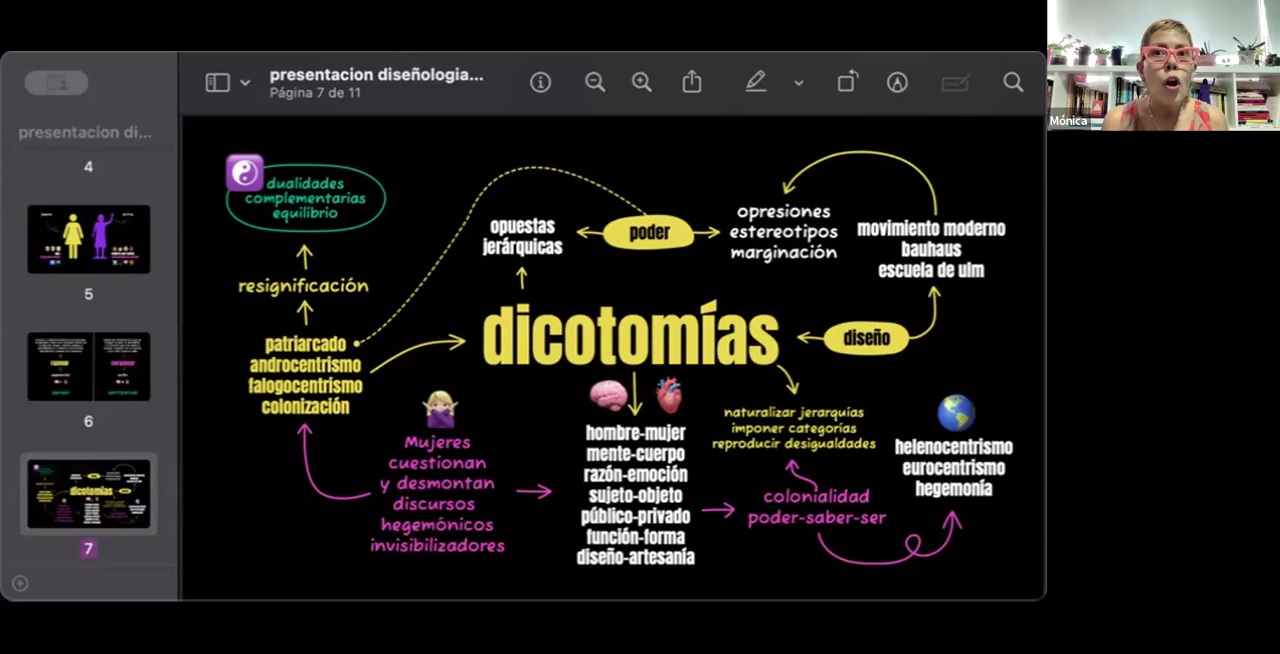 presentacion diseñologia...
Página 7 de 11
Mónica
presentacion di...
4
5
6
7
dualidades
complementarias
equilíbrio
resignificación
patriarcado
androcentrismo
falogocentrismo
colonización
opuestas
jerárquicas
poder
opresiones
estereotipos
marginación
movimiento moderno
bauhaus
escuela de ulm
dicotomías
diseño
Mujeres
cuestionan
y desmontan
discursos
hegemónicos
invisibilizadores
hombre-mujer
mente-cuerpo
razón-emoción
sujeto-objeto
público-privado
función-forma
diseño-artesanía
naturalizar jerarquías
imponer categorías
reproducir desigualdades
colonialidad
poder-saber-ser
helenocentrismo
eurocentrismo
hegemonía
dicotomías